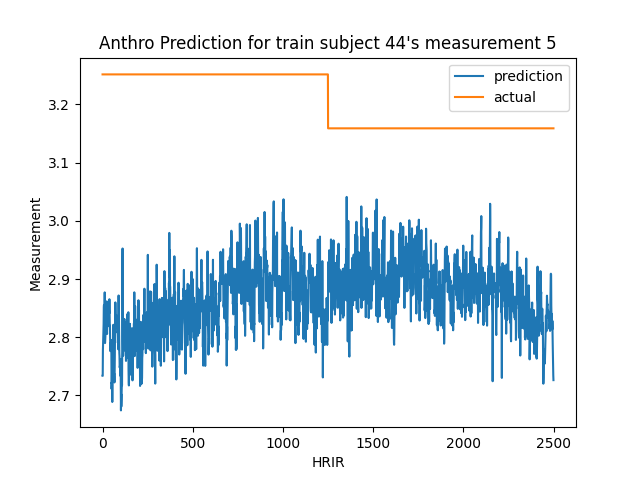 Anthro Prediction for train subject 44's measurement 5
prediction
actual
3.2
3.1
3.0
2.9
2.8
2.7
Measurement
0
500
1000
1500
2000
2500
HRIR